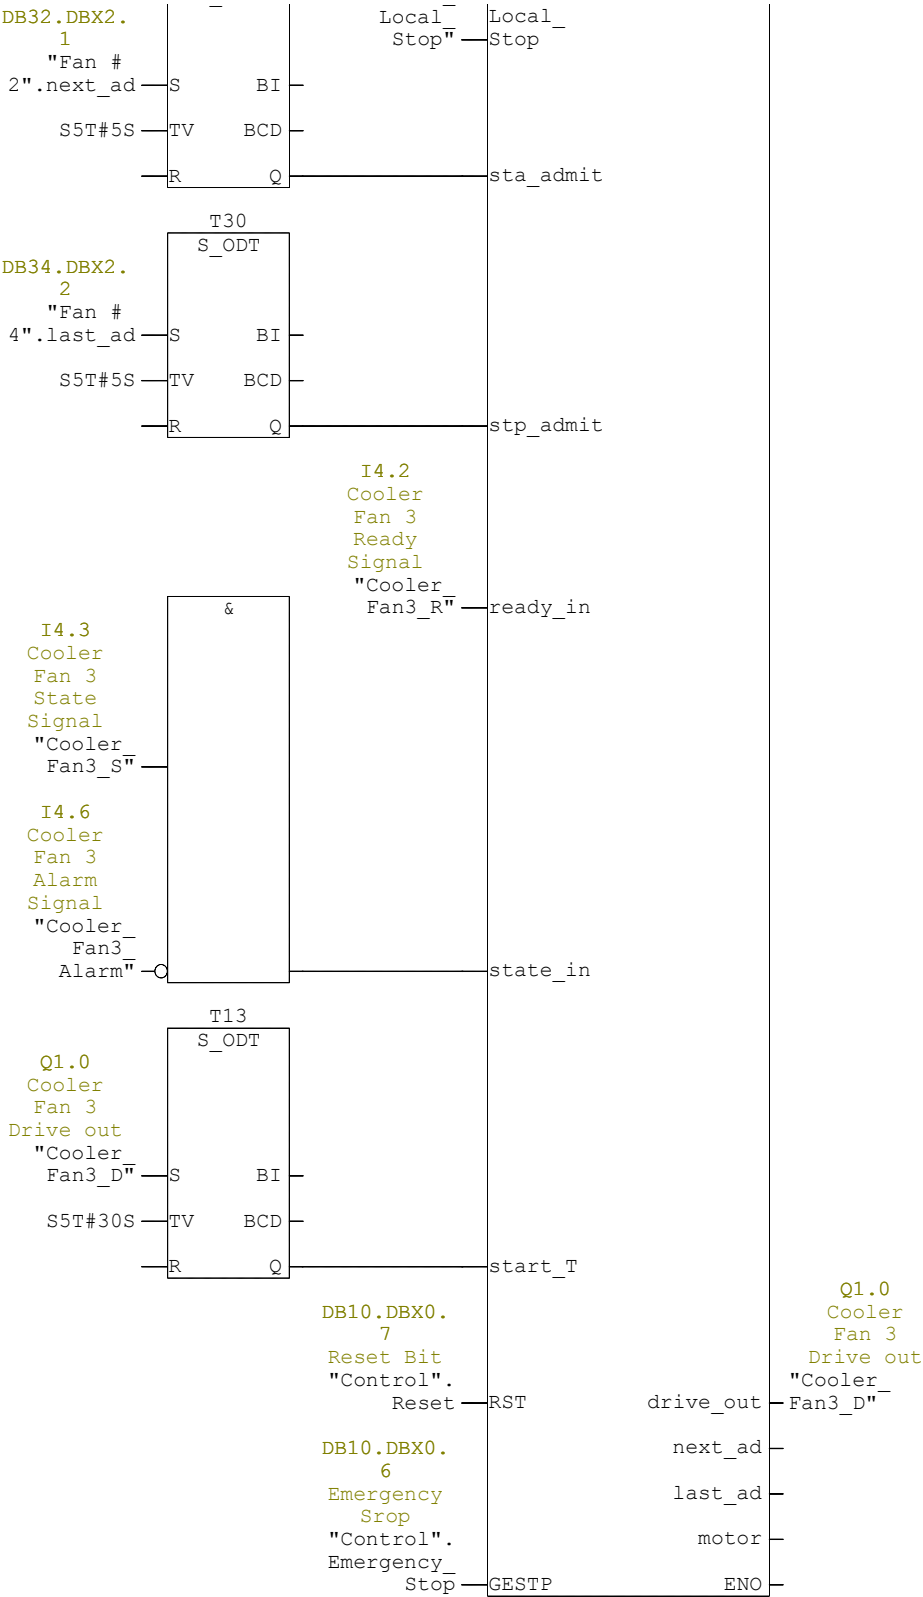 DB32.DBX2.
1
"Fan #
2".next_ad
S
BI
S5T#5S
TV
BCD
R
Q
Local_
Stop"
Local_
Stop
sta_admit
T30
S_ODT
DB34.DBX2.
2
"Fan #
4".last_ad
S
BI
S5T#5S
TV
BCD
R
Q
stp_admit
I4.2
Cooler
Fan 3
Ready
Signal
"Cooler_
Fan3_R"
ready_in
&
I4.3
Cooler
Fan 3
State
Signal
"Cooler_
Fan3_S"
I4.6
Cooler
Fan 3
Alarm
Signal
"Cooler_
Fan3_
Alarm"
state_in
T13
S_ODT
Q1.0
Cooler
Fan 3
Drive out
"Cooler_
Fan3_D"
S
BI
S5T#30S
TV
BCD
R
Q
start_T
DB10.DBX0.
7
Reset Bit
"Control".
Reset
RST
drive_out
Q1.0
Cooler
Fan 3
Drive out
"Cooler_
Fan3_D"
next_ad
last_ad
motor
DB10.DBX0.
6
Emergency
Srop
"Control".
Emergency_
Stop
GESTP
ENO